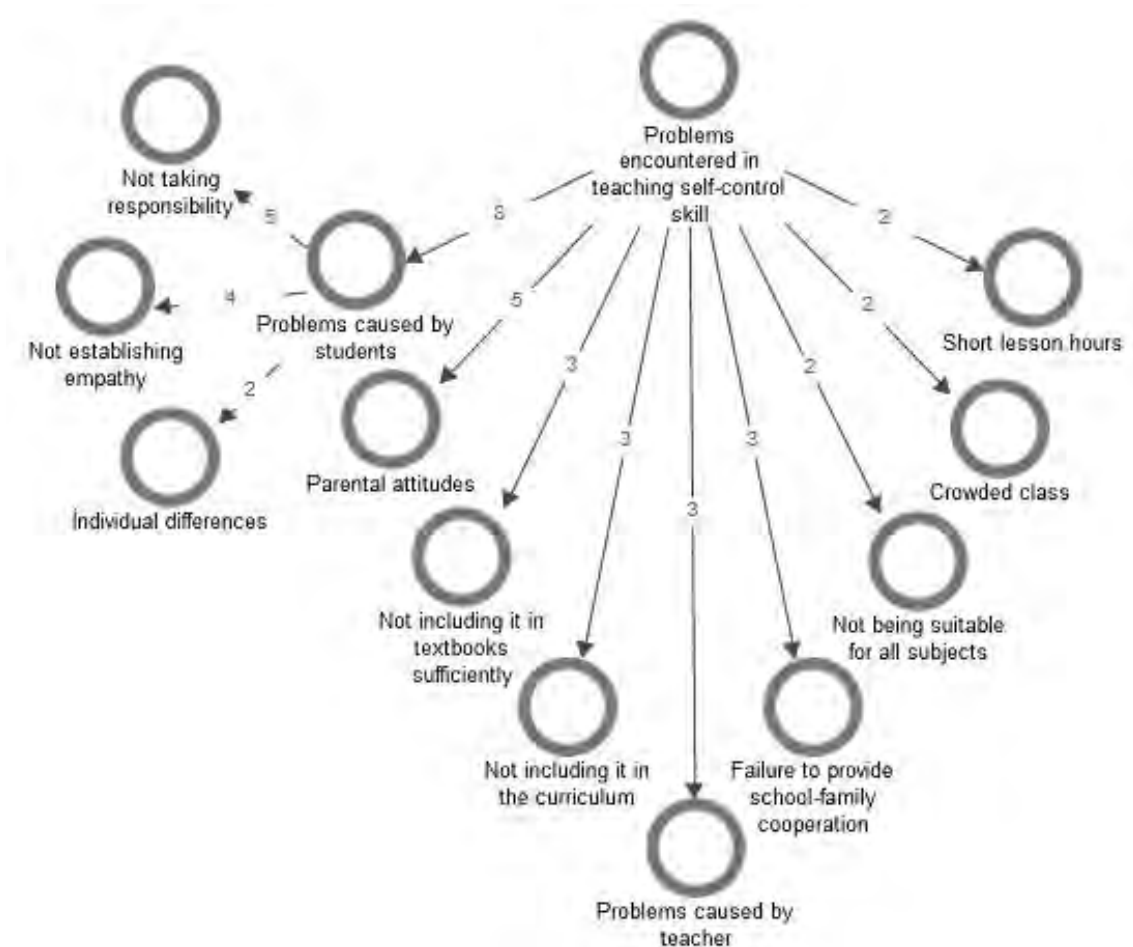 Problems
encountered in
teaching self-control
skill
Not taking
responsibility
5
Not establishing
empathy
4
Problems caused by
students
2
Individual differences
5
Parental attitudes
3
Not including it in
textbooks
sufficiently
3
Not including it in
the curriculum
3
Problems caused by
teacher
3
Failure to provide
school-family
cooperation
2
Not being suitable
for all subjects
2
Crowded class
2
Short lesson hours